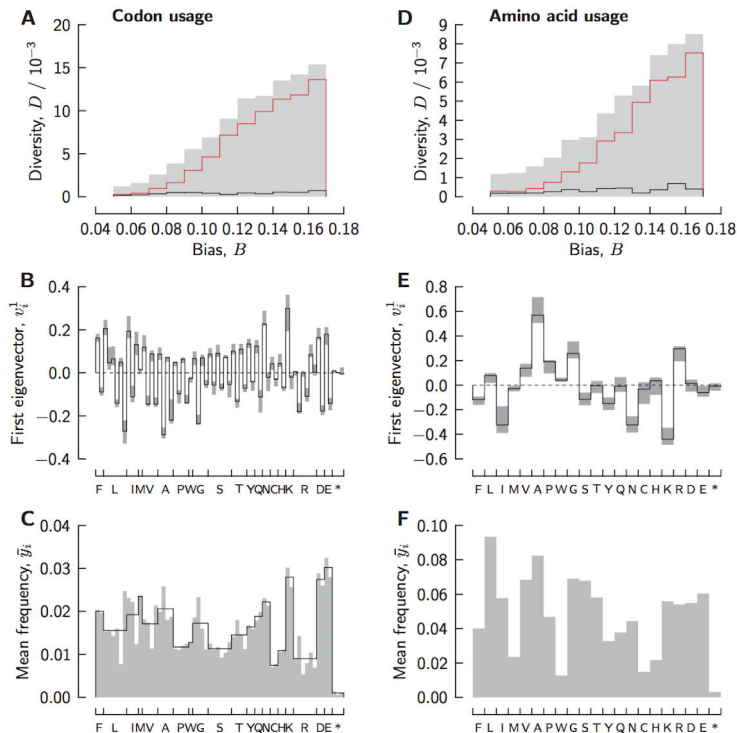 A Codon usage
Diversity, D / 10⁻³
20
15
10
5
0
0.04 0.06 0.08 0.10 0.12 0.14 0.16 0.18
Bias, B
D Amino acid usage
Diversity, D / 10⁻³
9
8
7
6
5
4
3
2
1
0
0.04 0.06 0.08 0.10 0.12 0.14 0.16 0.18
Bias, B
B
First eigenvector, v¹ᵢ
0.4
0.2
0.0
−0.2
−0.4
F L IMV A PWG S TYQNCHK R DE *
E
First eigenvector, v¹ᵢ
0.8
0.6
0.4
0.2
0.0
−0.2
−0.4
−0.6
F L I M V A P W G S T Y Q N C H K R D E *
C
Mean frequency, ȳᵢ
0.04
0.03
0.02
0.01
0.00
F L IMV A PWG S TYQNCHK R DE *
F
Mean frequency, ȳᵢ
0.10
0.08
0.06
0.04
0.02
0.00
F L I M V A P W G S T Y Q N C H K R D E *